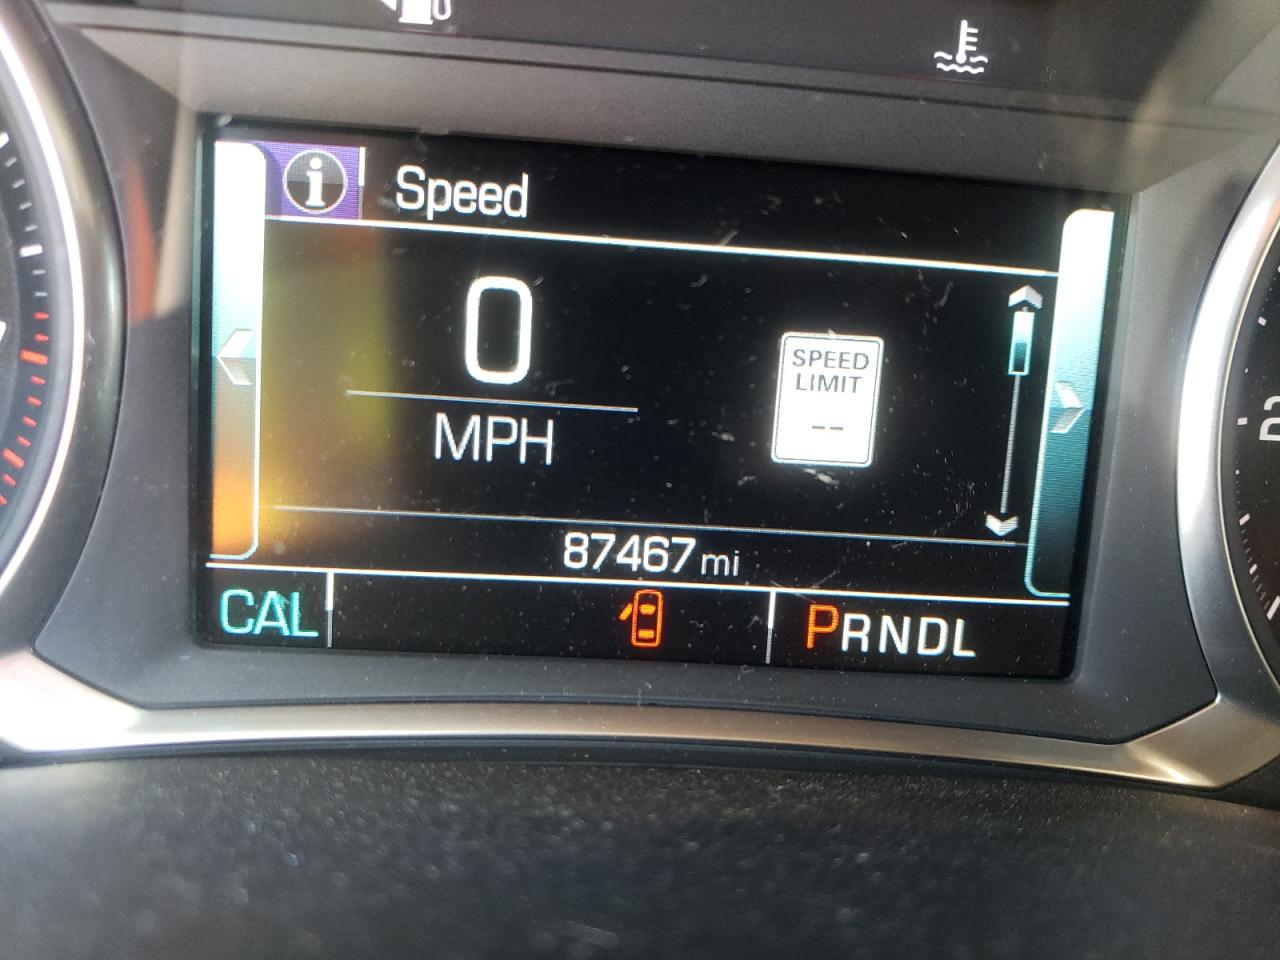 Speed
0
MPH
SPEED
LIMIT
--
87467 mi
CAL
PRNDL